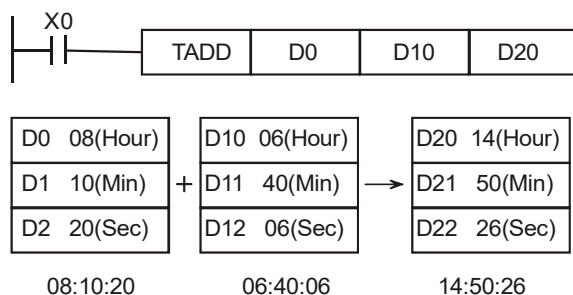 X0
TADD D0 D10 D20
D0 08(Hour) D10 06(Hour) D20 14(Hour)
D1 10(Min) + D11 40(Min) → D21 50(Min)
D2 20(Sec) D12 06(Sec) D22 26(Sec)
08:10:20 06:40:06 14:50:26